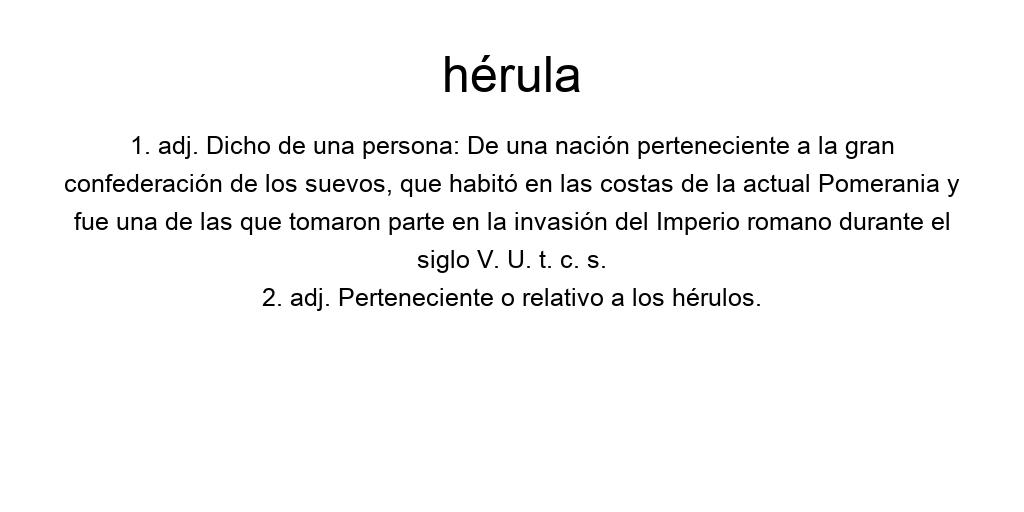 hérula
1. adj. Dicho de una persona: De una nación perteneciente a la gran
confederación de los suevos, que habitó en las costas de la actual Pomerania y
fue una de las que tomaron parte en la invasión del Imperio romano durante el
siglo V. U. t. c. s.
2. adj. Perteneciente o relativo a los hérulos.